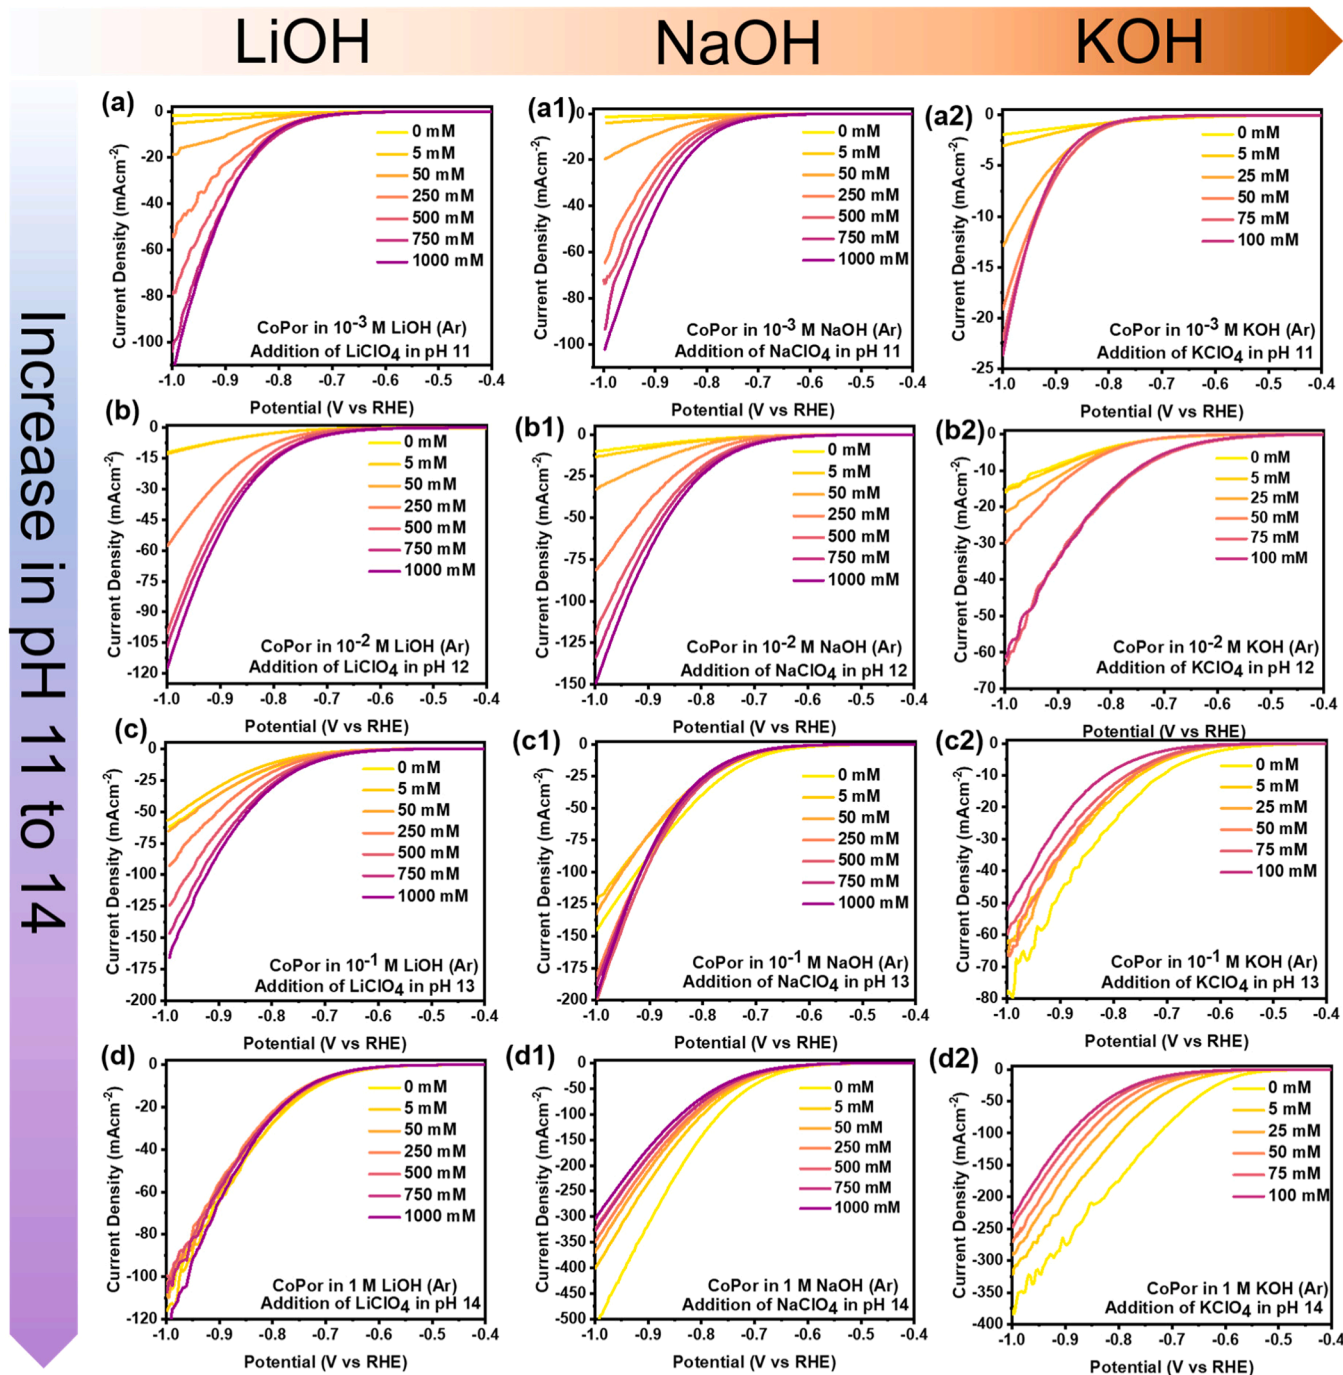 LiOH NaOH KOH
Increase in pH 11 to 14
(a)
0
-20
-40
-60
-80
-100
Current Density (mAcm-2)
0 mM
5 mM
50 mM
250 mM
500 mM
750 mM
1000 mM
CoPor in 10-3 M LiOH (Ar)
Addition of LiClO4 in pH 11
-1.0 -0.9 -0.8 -0.7 -0.6 -0.5 -0.4
Potential (V vs RHE)
(a1)
0
-20
-40
-60
-80
-100
Current Density (mAcm-2)
0 mM
5 mM
50 mM
250 mM
500 mM
750 mM
1000 mM
CoPor in 10-3 M NaOH (Ar)
Addition of NaClO4 in pH 11
-1.0 -0.9 -0.8 -0.7 -0.6 -0.5 -0.4
Potential (V vs RHE)
(a2)
0
-5
-10
-15
-20
-25
Current Density (mAcm-2)
0 mM
5 mM
25 mM
50 mM
75 mM
100 mM
CoPor in 10-3 M KOH (Ar)
Addition of KClO4 in pH 11
-1.0 -0.9 -0.8 -0.7 -0.6 -0.5 -0.4
Potential (V vs RHE)
(b)
0
-15
-30
-45
-60
-75
-90
-105
-120
Current Density (mAcm-2)
0 mM
5 mM
50 mM
250 mM
500 mM
750 mM
1000 mM
CoPor in 10-2 M LiOH (Ar)
Addition of LiClO4 in pH 12
-1.0 -0.9 -0.8 -0.7 -0.6 -0.5 -0.4
Potential (V vs RHE)
(b1)
0
-25
-50
-75
-100
-125
-150
Current Density (mAcm-2)
0 mM
5 mM
50 mM
250 mM
500 mM
750 mM
1000 mM
CoPor in 10-2 M NaOH (Ar)
Addition of NaClO4 in pH 12
-1.0 -0.9 -0.8 -0.7 -0.6 -0.5 -0.4
Potential (V vs RHE)
(b2)
0
-10
-20
-30
-40
-50
-60
-70
Current Density (mAcm-2)
0 mM
5 mM
25 mM
50 mM
75 mM
100 mM
CoPor in 10-2 M KOH (Ar)
Addition of KClO4 in pH 12
-1.0 -0.9 -0.8 -0.7 -0.6 -0.5 -0.4
Potential (V vs RHE)
(c)
0
-25
-50
-75
-100
-125
-150
-175
-200
Current Density (mAcm-2)
0 mM
5 mM
50 mM
250 mM
500 mM
750 mM
1000 mM
CoPor in 10-1 M LiOH (Ar)
Addition of LiClO4 in pH 13
-1.0 -0.9 -0.8 -0.7 -0.6 -0.5 -0.4
Potential (V vs RHE)
(c1)
0
-25
-50
-75
-100
-125
-150
-175
-200
Current Density (mAcm-2)
0 mM
5 mM
50 mM
250 mM
500 mM
750 mM
1000 mM
CoPor in 10-1 M NaOH (Ar)
Addition of NaClO4 in pH 13
-1.0 -0.9 -0.8 -0.7 -0.6 -0.5 -0.4
Potential (V vs RHE)
(c2)
0
-10
-20
-30
-40
-50
-60
-70
-80
Current Density (mAcm-2)
0 mM
5 mM
25 mM
50 mM
75 mM
100 mM
CoPor in 10-1 M KOH (Ar)
Addition of KClO4 in pH 13
-1.0 -0.9 -0.8 -0.7 -0.6 -0.5 -0.4
Potential (V vs RHE)
(d)
0
-20
-40
-60
-80
-100
-120
Current Density (mAcm-2)
0 mM
5 mM
50 mM
250 mM
500 mM
750 mM
1000 mM
CoPor in 1 M LiOH (Ar)
Addition of LiClO4 in pH 14
-1.0 -0.9 -0.8 -0.7 -0.6 -0.5 -0.4
Potential (V vs RHE)
(d1)
0
-50
-100
-150
-200
-250
-300
-350
-400
-450
-500
Current Density (mAcm-2)
0 mM
5 mM
50 mM
250 mM
500 mM
750 mM
1000 mM
CoPor in 1 M NaOH (Ar)
Addition of NaClO4 in pH 14
-1.0 -0.9 -0.8 -0.7 -0.6 -0.5 -0.4
Potential (V vs RHE)
(d2)
0
-50
-100
-150
-200
-250
-300
-350
-400
Current Density (mAcm-2)
0 mM
5 mM
25 mM
50 mM
75 mM
100 mM
CoPor in 1 M KOH (Ar)
Addition of KClO4 in pH 14
-1.0 -0.9 -0.8 -0.7 -0.6 -0.5 -0.4
Potential (V vs RHE)